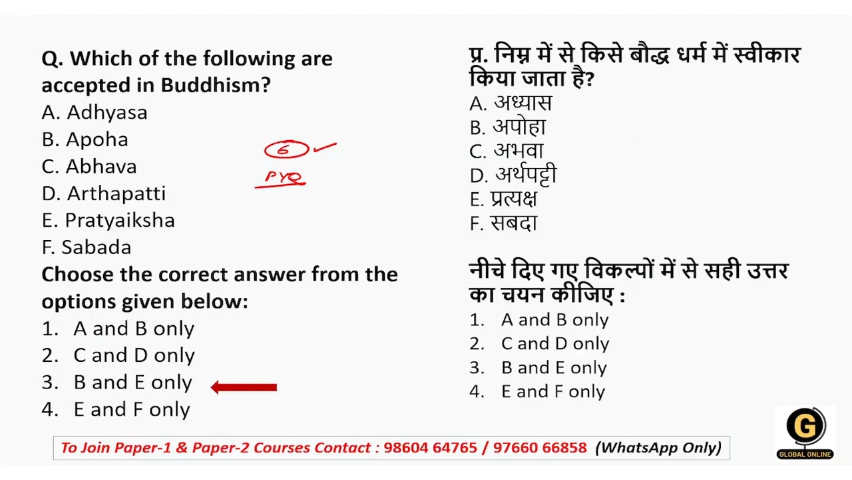 Q. Which of the following are
accepted in Buddhism?
A. Adhyasa
B. Apoha
C. Abhava
D. Arthapatti
E. Pratyaiksha
F. Sabada
Choose the correct answer from the
options given below:
1. A and B only
2. C and D only
3. B and E only
4. E and F only
6
PYQ
प्र. निम्न में से किसे बौद्ध धर्म में स्वीकार
किया जाता है?
A. अध्यास
B. अपोहा
C. अभवा
D. अर्थपट्टी
E. प्रत्यक्ष
F. सबदा
नीचे दिए गए विकल्पों में से सही उत्तर
का चयन कीजिए :
1. A and B only
2. C and D only
3. B and E only
4. E and F only
To Join Paper-1 & Paper-2 Courses Contact : 98604 64765 / 97660 66858 (WhatsApp Only)
G
GLOBAL ONLINE